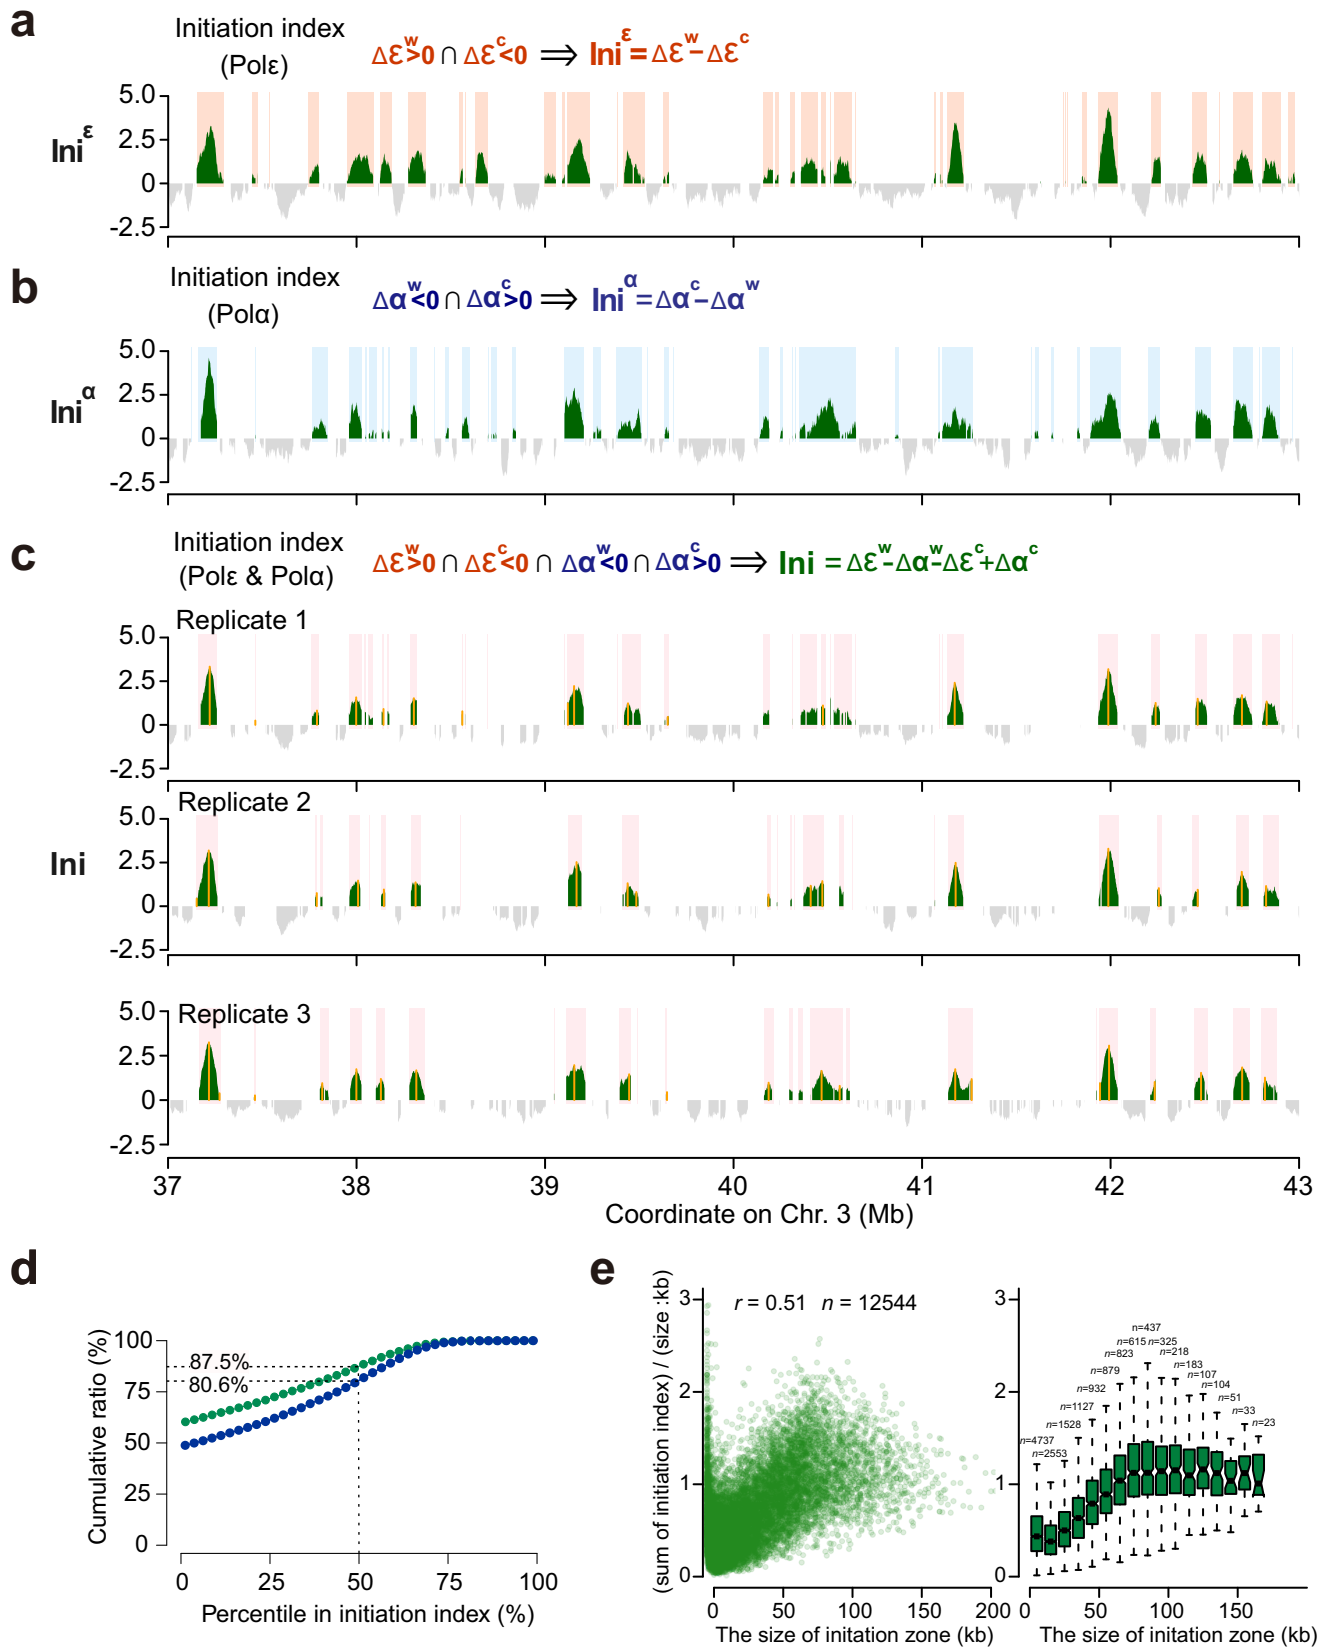 a
Initiation index
(Polε)
Δε^w>0 ∩ Δε^c<0 ⇒ Ini^ε = Δε^w − Δε^c
Ini^ε
5.0
2.5
0
-2.5
b
Initiation index
(Polα)
Δα^w<0 ∩ Δα^c>0 ⇒ Ini^α = Δα^c − Δα^w
Ini^α
5.0
2.5
0
-2.5
c
Initiation index
(Polε & Polα)
Δε^w>0 ∩ Δε^c<0 ∩ Δα^w<0 ∩ Δα^c>0 ⇒ Ini = Δε^w-Δα^w-Δε^c+Δα^c
Replicate 1
5.0
2.5
0
-2.5
Replicate 2
5.0
2.5
0
-2.5
Ini
Replicate 3
5.0
2.5
0
-2.5
37 38 39 40 41 42 43
Coordinate on Chr. 3 (Mb)
d
Cumulative ratio (%)
100
75
50
25
0
87.5%
80.6%
0 25 50 75 100
Percentile in initiation index (%)
e
(sum of initiation index) / (size :kb)
3
2
1
0
r = 0.51 n = 12544
0 50 100 150 200
The size of initation zone (kb)
3
2
1
0
n=4737
n=2553
n=1528
n=1127
n=932
n=879
n=823
n=615
n=437
n=325
n=218
n=183
n=107
n=104
n=51
n=33
n=23
0 50 100 150
The size of initation zone (kb)